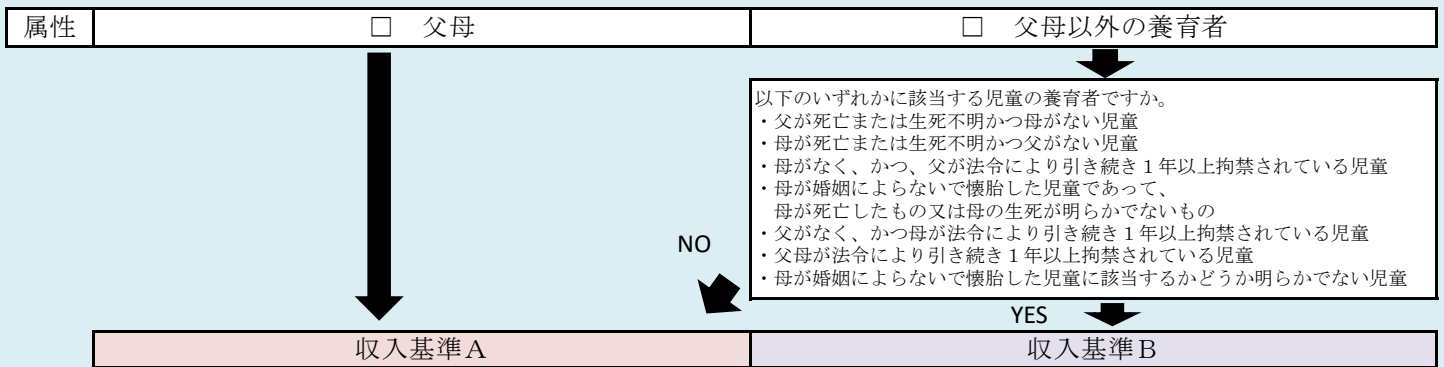 属性 □ 父母 □ 父母以外の養育者
以下のいずれかに該当する児童の養育者ですか。
・父が死亡または生死不明かつ母がない児童
・母が死亡または生死不明かつ父がない児童
・母がなく、かつ、父が法令により引き続き１年以上拘禁されている児童
・母が婚姻によらないで懐胎した児童であって、
母が死亡したもの又は母の生死が明らかでないもの
・父がなく、かつ母が法令により引き続き１年以上拘禁されている児童
・父母が法令により引き続き１年以上拘禁されている児童
・母が婚姻によらないで懐胎した児童に該当するかどうか明らかでない児童
NO
YES
収入基準Ａ 収入基準Ｂ